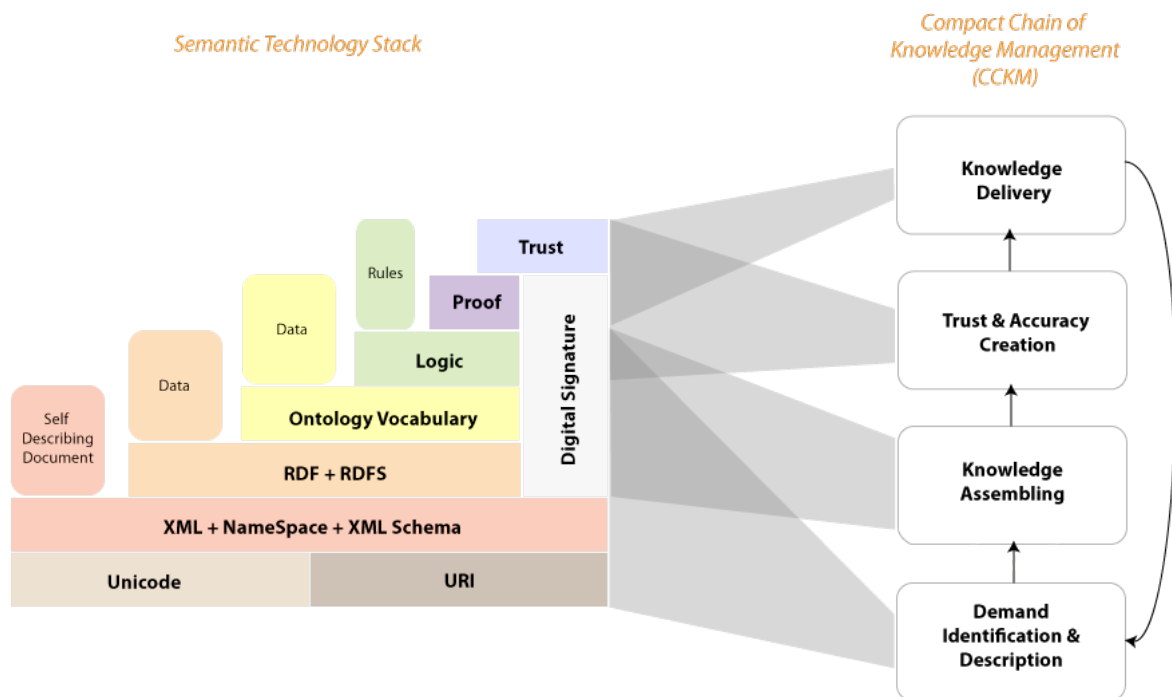 Semantic Technology Stack
Compact Chain of
Knowledge Management
(CCKM)
Self
Describing
Document
Data
Data
Rules
Trust
Proof
Logic
Ontology Vocabulary
RDF + RDFS
Digital Signature
XML + NameSpace + XML Schema
Unicode
URI
Knowledge
Delivery
Trust & Accuracy
Creation
Knowledge
Assembling
Demand
Identification &
Description